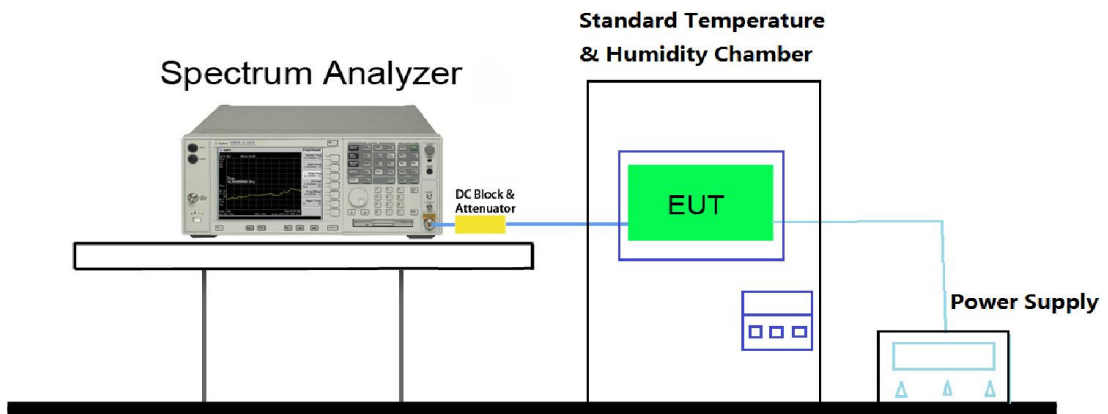 Standard Temperature
& Humidity Chamber
Spectrum Analyzer
DC Block &
Attenuator
EUT
Power Supply